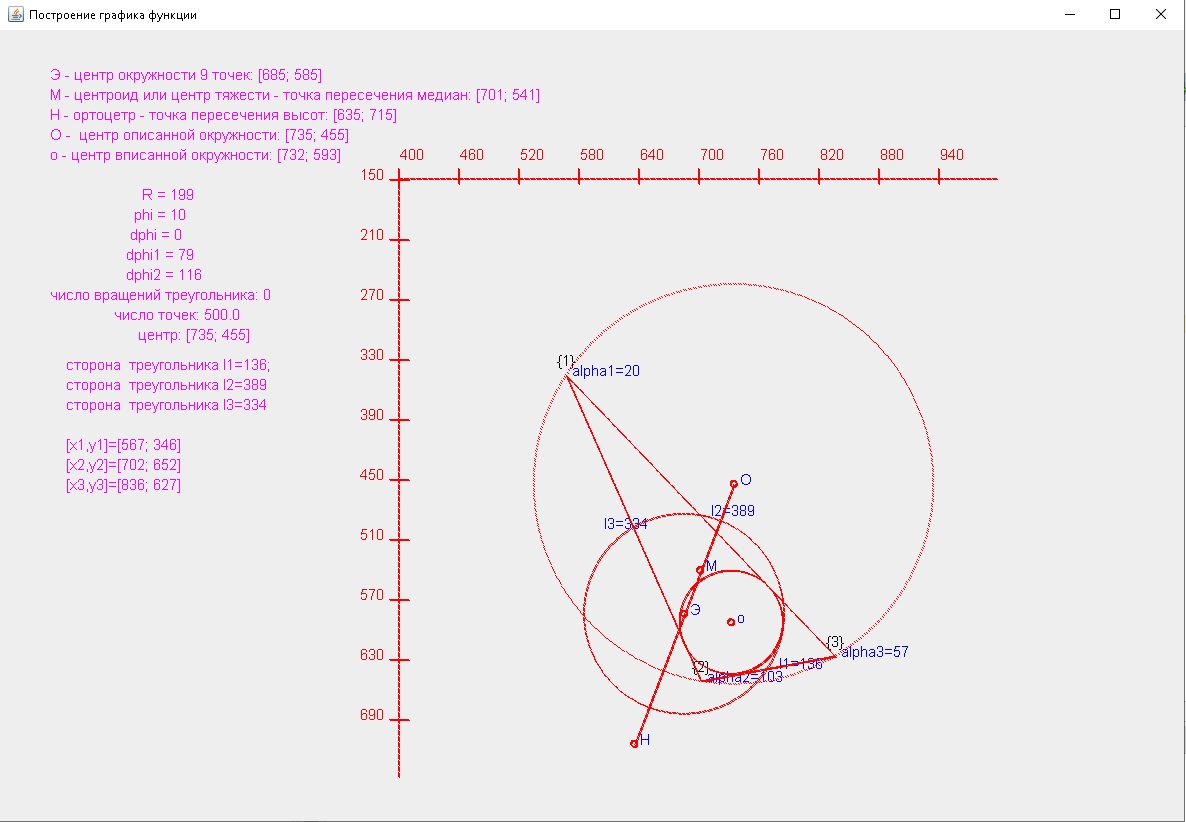 Построение графика функции
Э - центр окружности 9 точек: [685; 585]
М - центроид или центр тяжести - точка пересечения медиан: [701; 541]
Н - ортоцетр - точка пересечения высот: [635; 715]
О -  центр описанной окружности: [735; 455]
о - центр вписанной окружности: [732; 593]
R = 199
phi = 10
dphi = 0
dphi1 = 79
dphi2 = 116
число вращений треугольника: 0
число точек: 500.0
центр: [735; 455]
сторона  треугольника l1=136;
сторона  треугольника l2=389
сторона  треугольника l3=334
[x1,y1]=[567; 346]
[x2,y2]=[702; 652]
[x3,y3]=[836; 627]
400 460 520 580 640 700 760 820 880 940
150
210
270
330
390
450
510
570
630
690
{1}
alpha1=20
О
l2=389
l3=334
М
Э
о
{3}
alpha3=57
l1=136
{2}
alpha2=103
Н